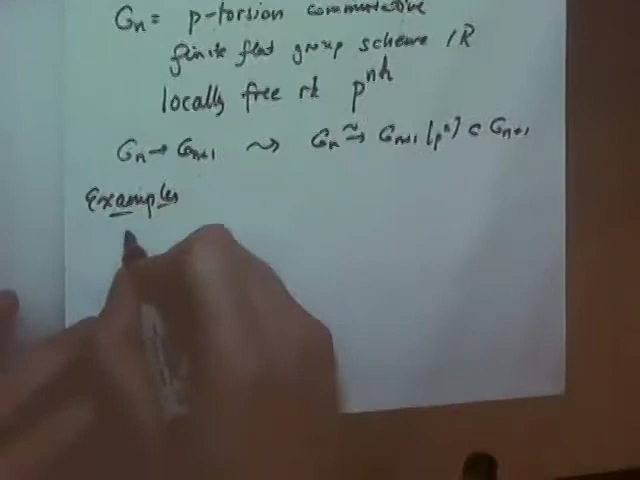 Gn = p-torsion commutative
finite flat group scheme /R
locally free rk p^{nh}
Gn → Gn+1 ⇝ Gn ⥲ Gn+1[p^n] ⊂ Gn+1
Examples